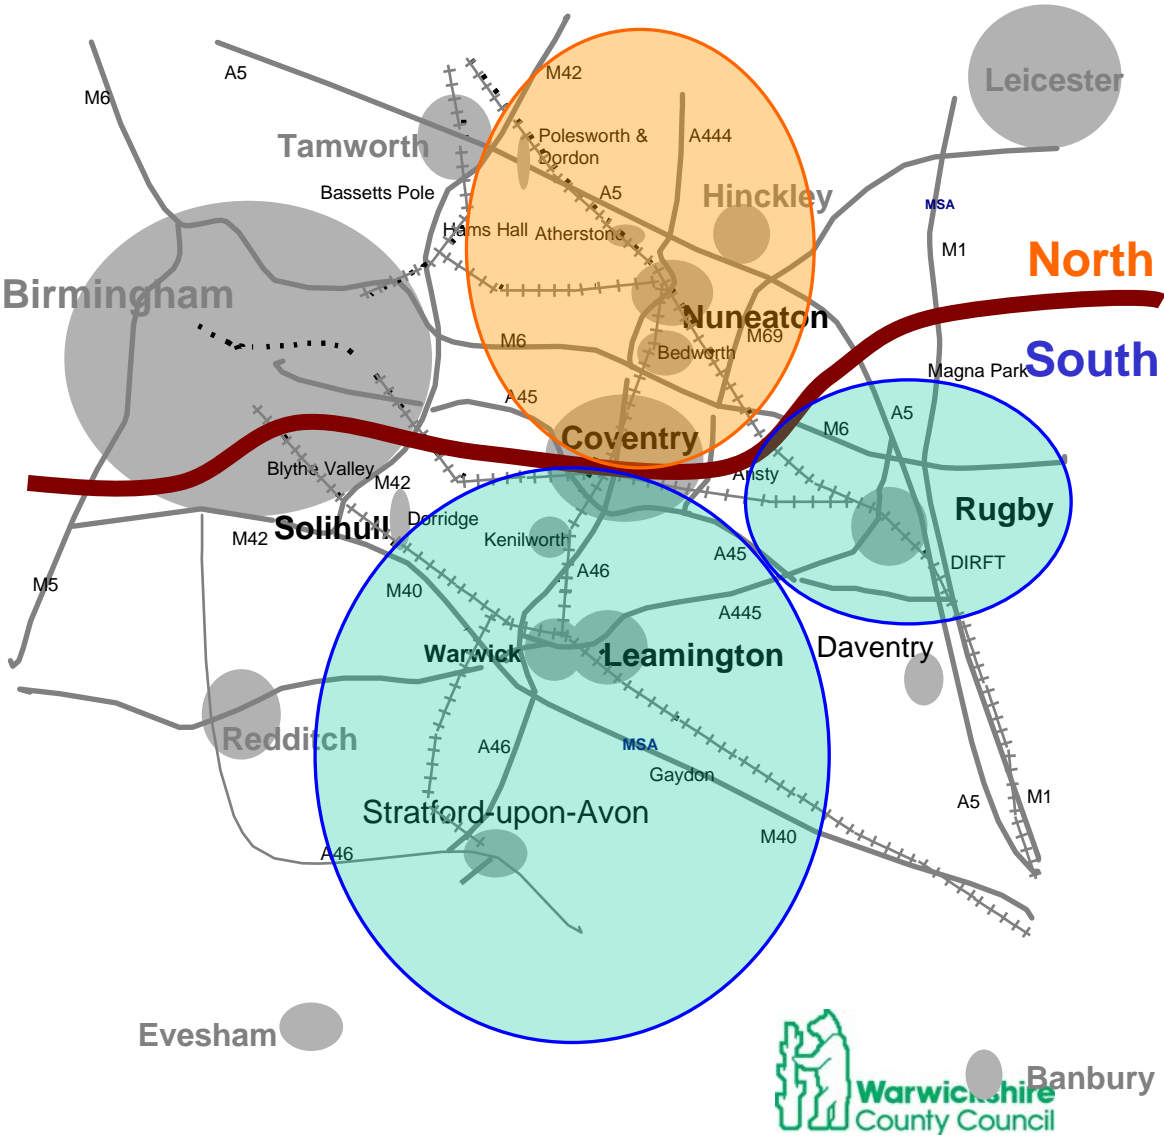 Leicester
A5
M42
M6
Polesworth &
Dordon
A444
Tamworth
Bassetts Pole
A5
Hinckley
MSA
Hams Hall
Atherstone
M1
North
Birmingham
Nuneaton
M69
M6
Bedworth
South
Magna Park
A45
A5
M6
Coventry
Blythe Valley
M42
Ansty
Rugby
Dorridge
Solihull
M42
Kenilworth
A45
DIRFT
A46
M5
M40
A445
Warwick
Leamington
Daventry
Redditch
A46
MSA
Gaydon
A5
M1
Stratford-upon-Avon
M40
A46
Evesham
Banbury
Warwickshire
County Council